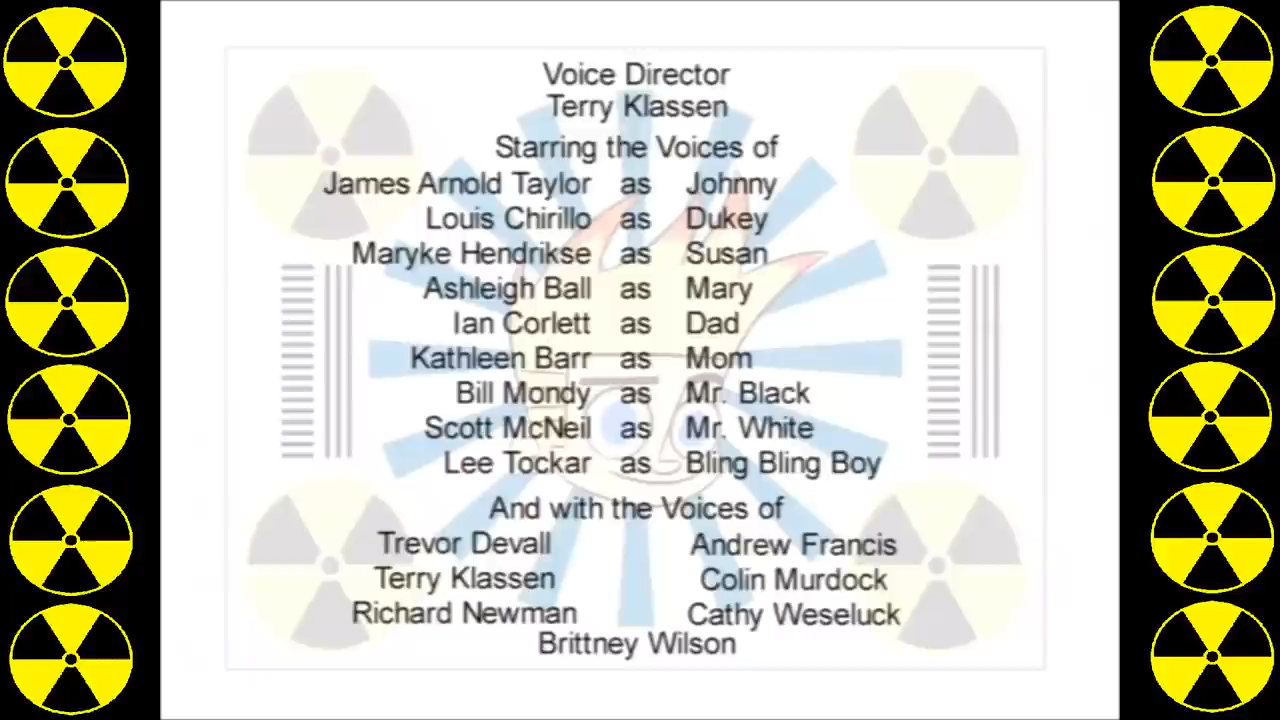 Voice Director
Terry Klassen
Starring the Voices of
James Arnold Taylor as Johnny
Louis Chirillo as Dukey
Maryke Hendrikse as Susan
Ashleigh Ball as Mary
Ian Corlett as Dad
Kathleen Barr as Mom
Bill Mondy as Mr. Black
Scott McNeil as Mr. White
Lee Tockar as Bling Bling Boy
And with the Voices of
Trevor Devall Andrew Francis
Terry Klassen Colin Murdock
Richard Newman Cathy Weseluck
Brittney Wilson